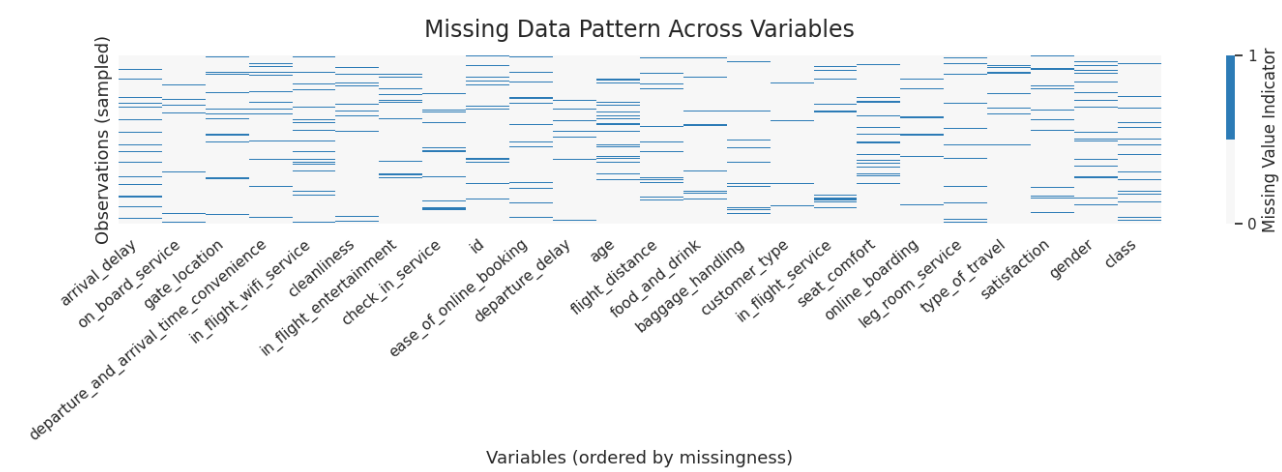 Missing Data Pattern Across Variables
Observations (sampled)
arrival_delay
on_board_service
gate_location
departure_and_arrival_time_convenience
in_flight_wifi_service
cleanliness
in_flight_entertainment
check_in_service
id
ease_of_online_booking
departure_delay
age
flight_distance
food_and_drink
baggage_handling
customer_type
in_flight_service
seat_comfort
online_boarding
leg_room_service
type_of_travel
satisfaction
gender
class
Variables (ordered by missingness)
1
0
Missing Value Indicator